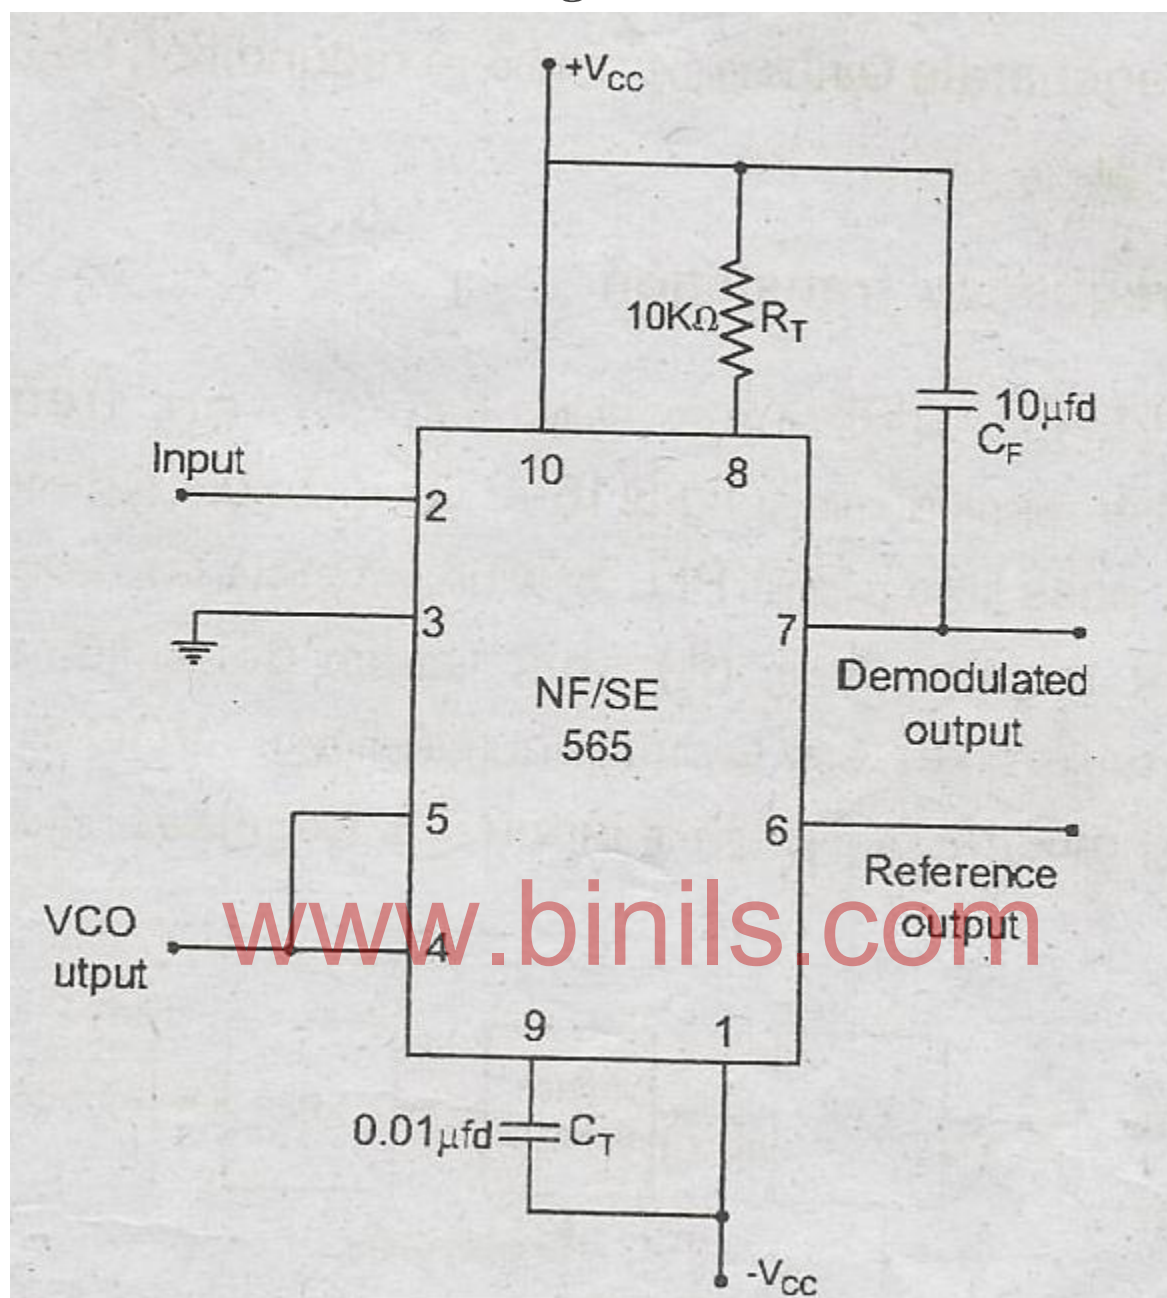 +VCC
10KΩ RT
10µfd
CF
Input
10
8
2
3
7
NF/SE
565
Demodulated
output
5
6
Reference
output
VCO
utput
4
www.binils.com
9
1
0.01µfd
CT
-VCC